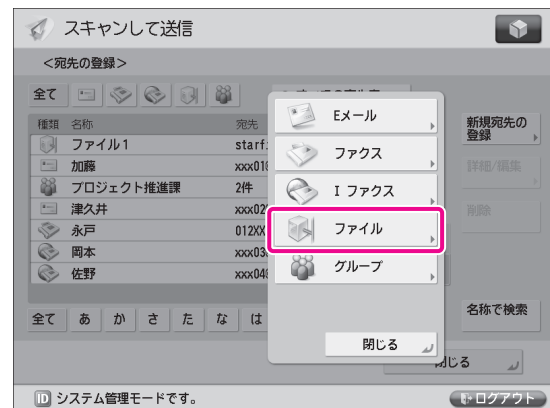 スキャンして送信
<宛先の登録>
全て
種類 名称 宛先
ファイル1 starf
加藤 xxx01
プロジェクト推進課 2件
津久井 xxx02
永戸 012XX
岡本 xxx03
佐野 xxx04
全て あ か さ た な は
Eメール
ファクス
I ファクス
ファイル
グループ
閉じる
新規宛先の
登録
詳細/編集
削除
名称で検索
閉じる
ID システム管理モードです。
ログアウト